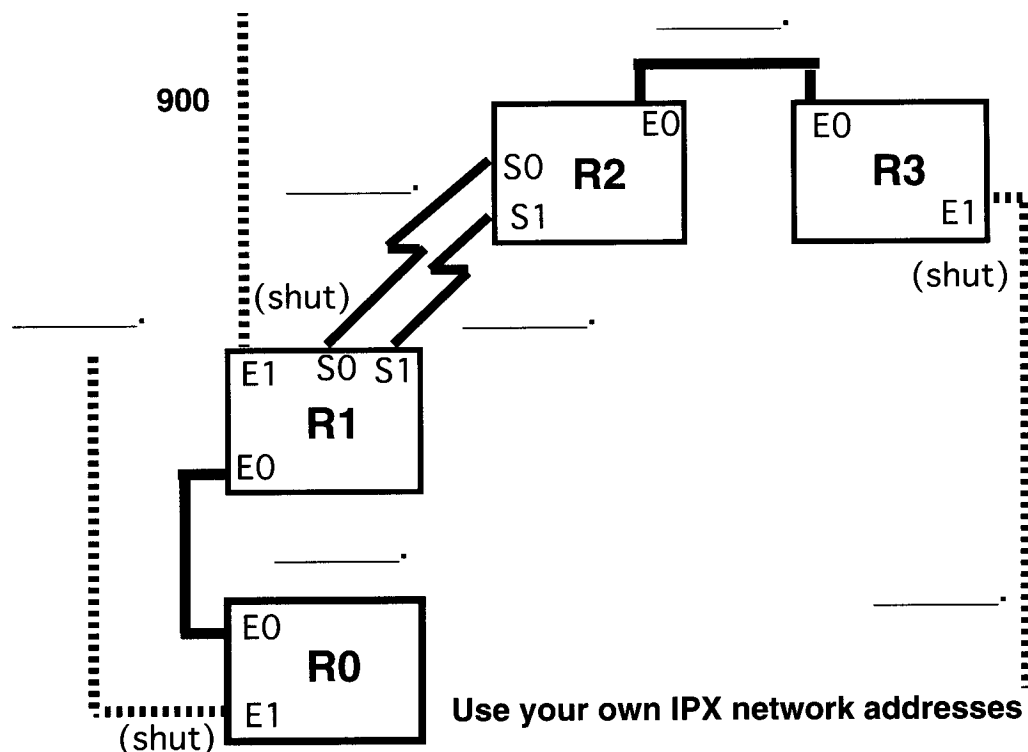 900
E0
E0
R2
R3
S0
S1
E1
(shut)
(shut)
E1
S0
S1
R1
E0
E0
R0
E1
(shut)
Use your own IPX network addresses